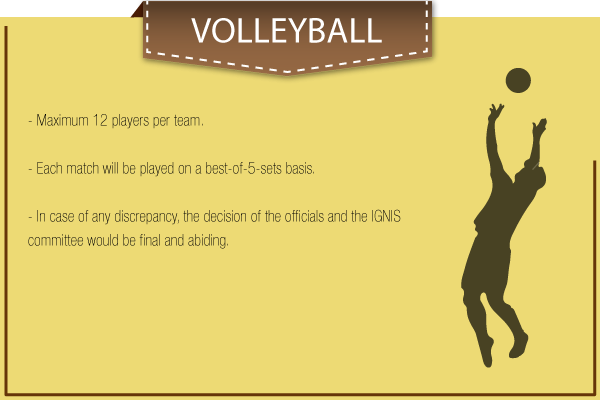 VOLLEYBALL
- Maximum 12 players per team.
- Each match will be played on a best-of-5-sets basis.
- In case of any discrepancy, the decision of the officials and the IGNIS
committee would be final and abiding.